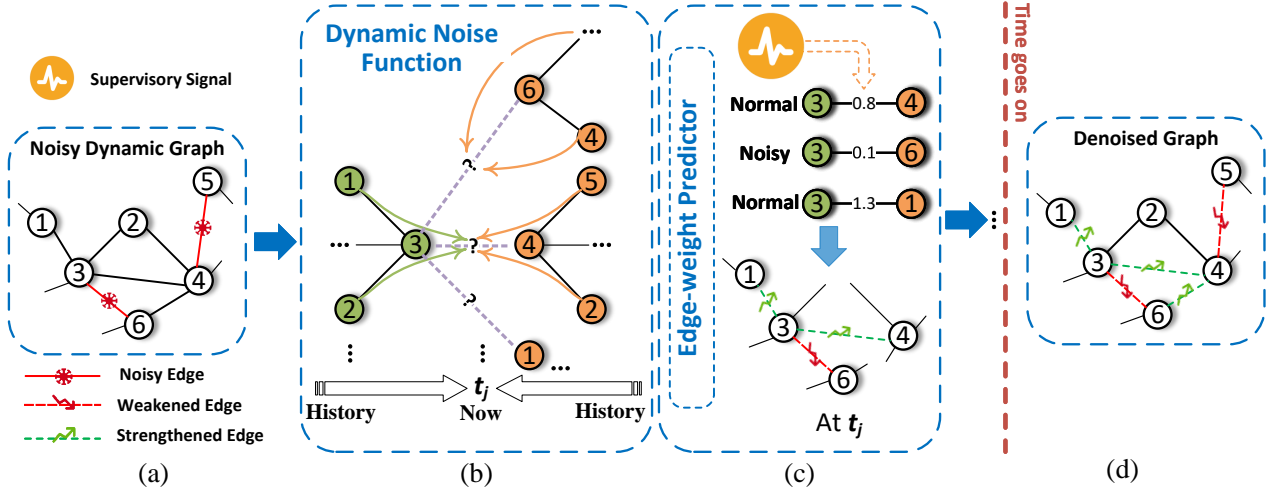 Supervisory Signal
Noisy Dynamic Graph
1
2
3
4
5
6
Noisy Edge
Weakened Edge
Strengthened Edge
(a)
Dynamic Noise
Function
...
6
4
?
1
5
...
3
?
4
...
2
?
2
1
...
...
...
...
t_j
History
Now
History
(b)
Edge-weight Predictor
Normal 3 0.8 4
Noisy 3 0.1 6
Normal 3 1.3 1
1
3
4
6
At t_j
(c)
Time goes on
...
Denoised Graph
5
1
2
3
4
6
(d)